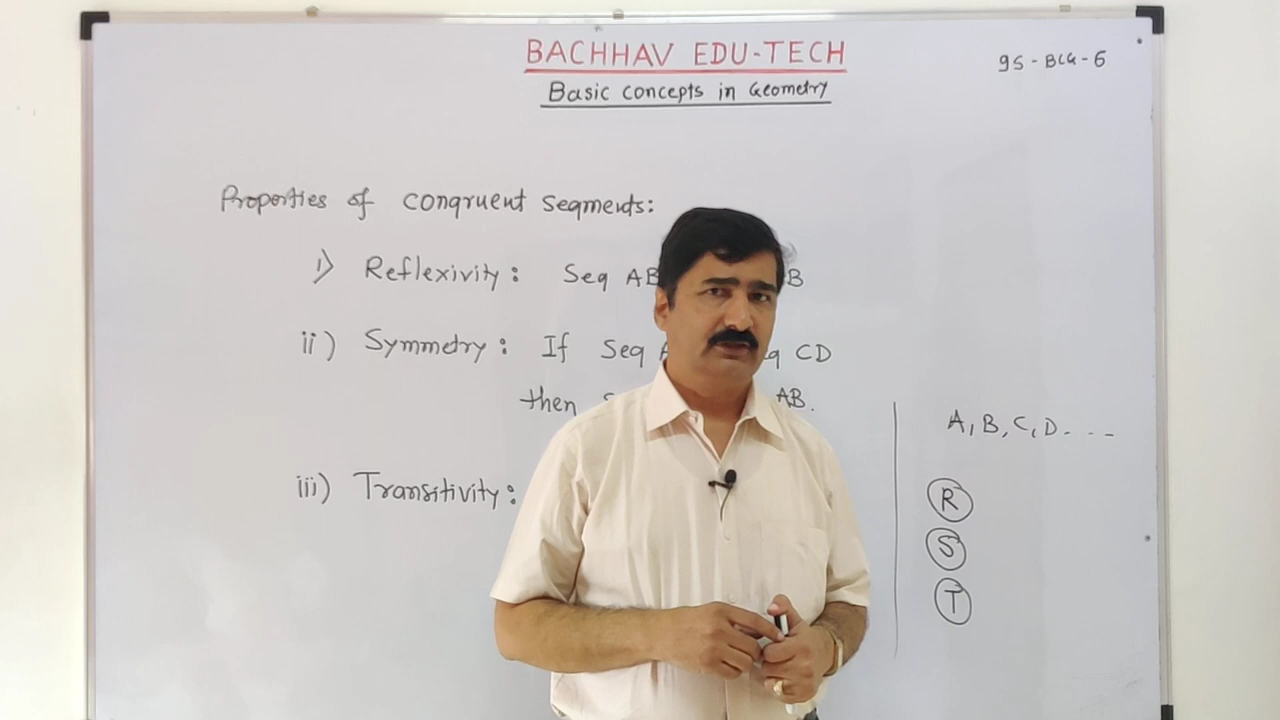 BACHHAV EDU-TECH
9S-BCG-6
Basic concepts in Geometry
Properties of congruent segments:
i) Reflexivity: Seg AB B
ii) Symmetry: If Seg CD
then AB.
iii) Transitivity:
A, B, C, D - - -
R
S
T